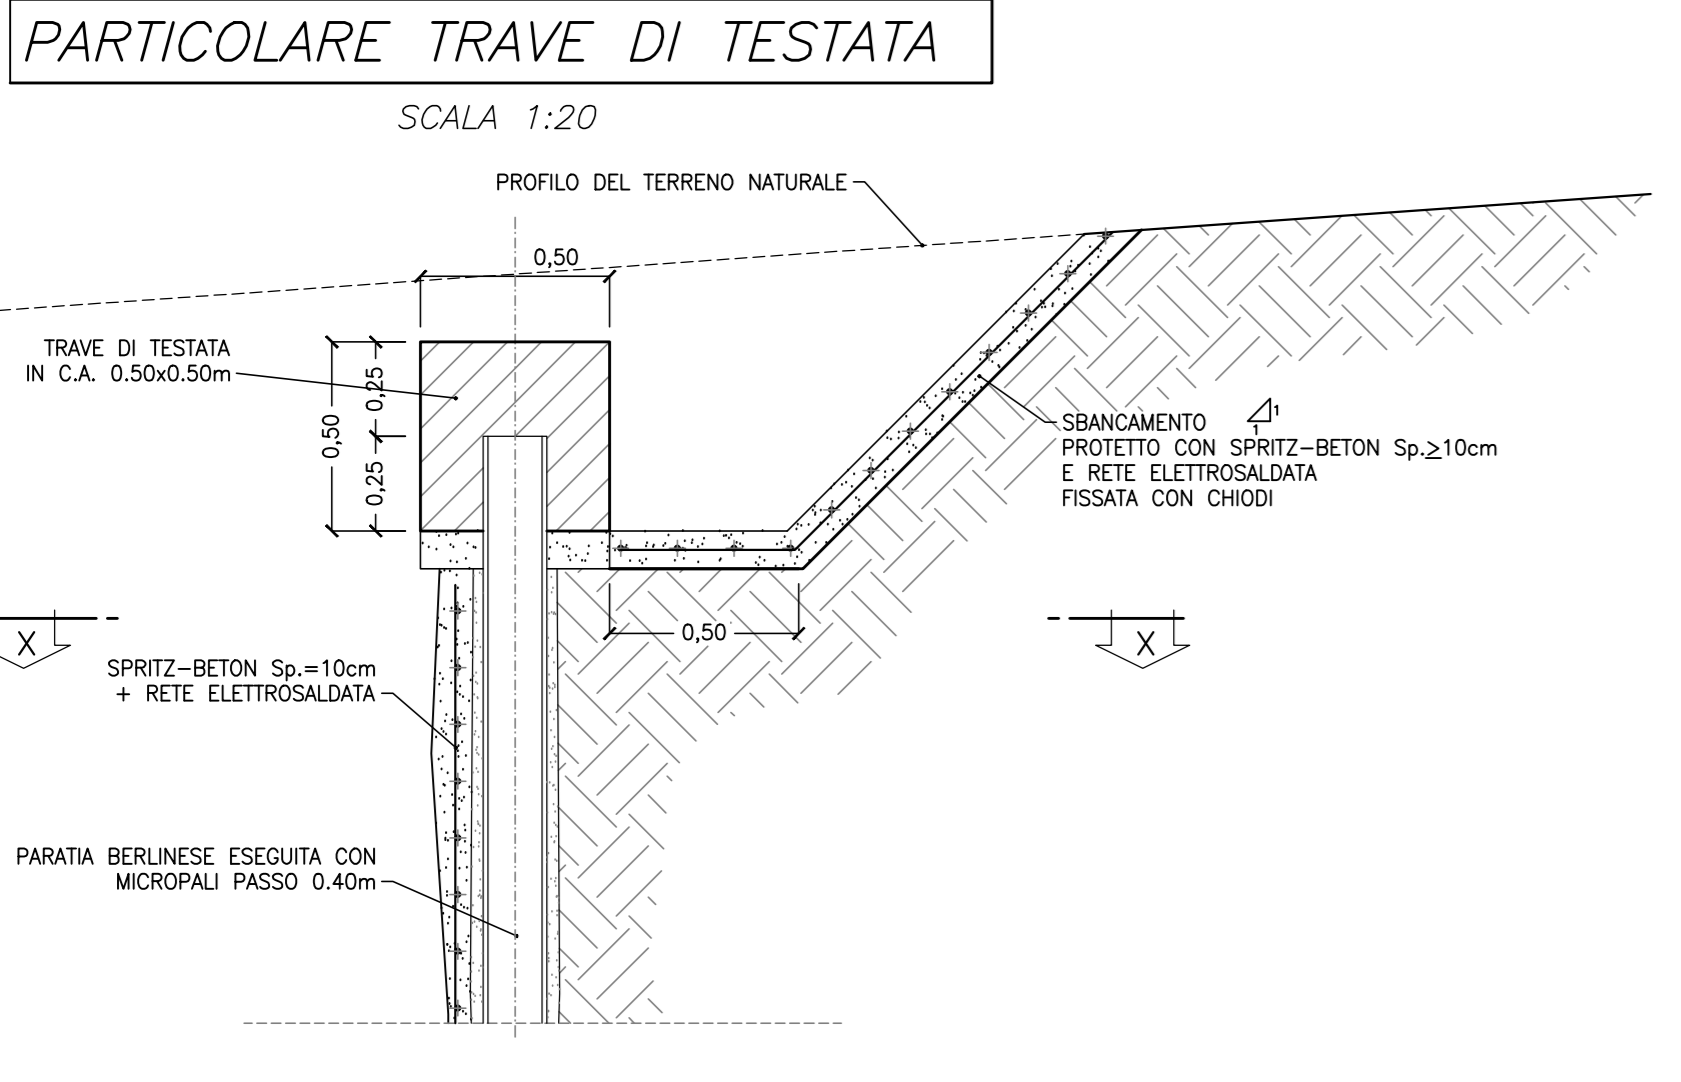 PARTICOLARE TRAVE DI TESTATA
SCALA 1:20
PROFILO DEL TERRENO NATURALE
0,50
TRAVE DI TESTATA
IN C.A. 0.50x0.50m
0,50
0,25
0,25
SBANCAMENTO 1 1
PROTETTO CON SPRITZ-BETON Sp.≥10cm
E RETE ELETTROSALDATA
FISSATA CON CHIODI
0,50
X
X
SPRITZ-BETON Sp.=10cm
+ RETE ELETTROSALDATA
PARATIA BERLINESE ESEGUITA CON
MICROPALI PASSO 0.40m